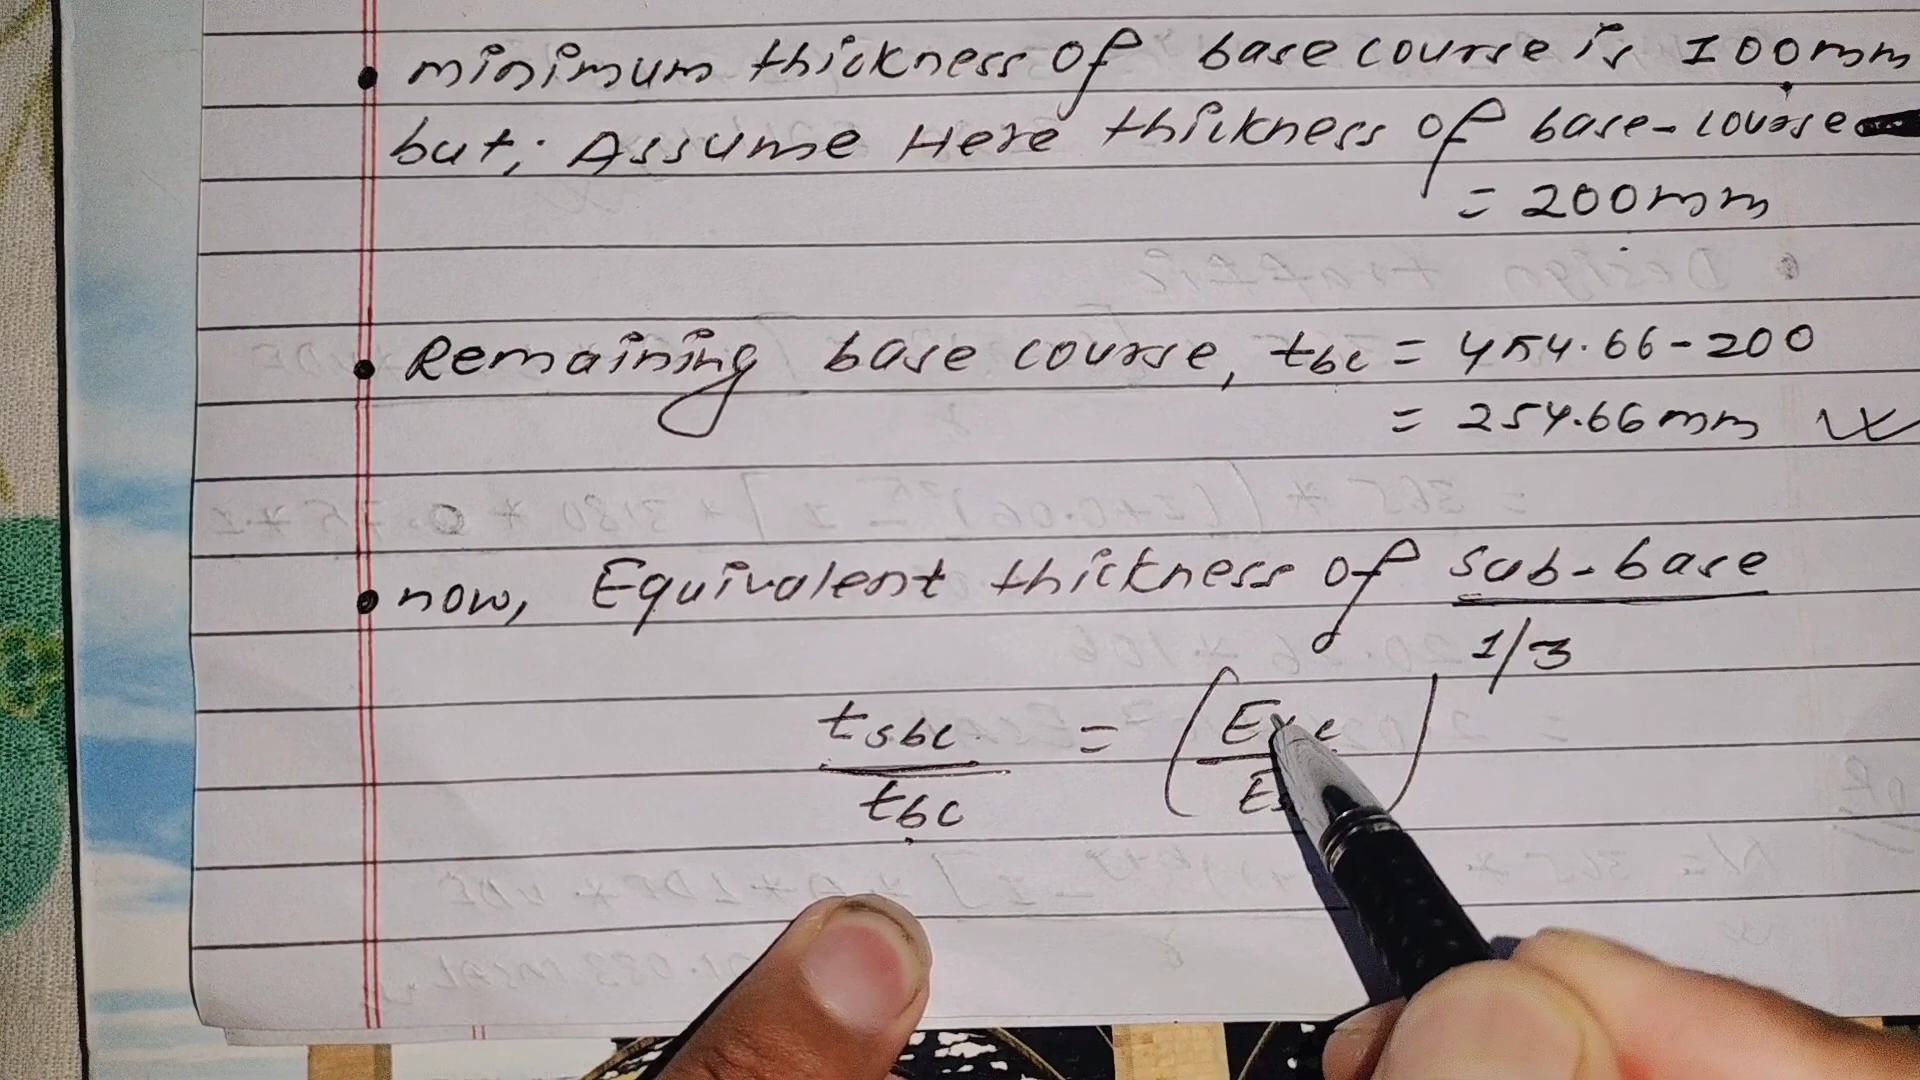 • minimum thickness of base course is 100mm
but; Assume Here thickness of base-course
= 200mm
• Remaining base course, tbc = 454.66-200
= 254.66mm
• now, Equivalent thickness of sub-base
tsbc / tbc = ( / ) 1/3